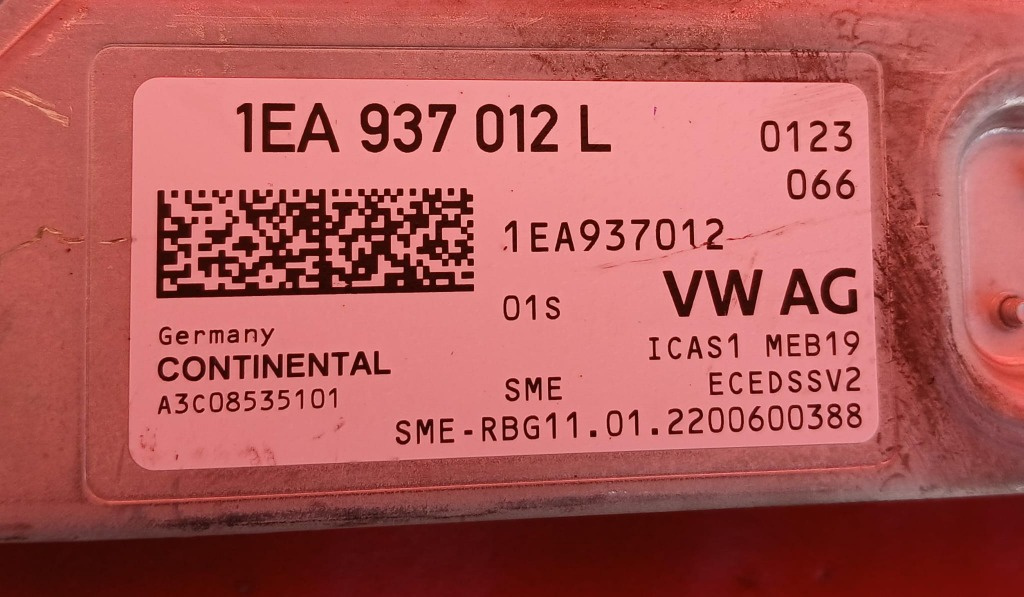 1EA 937 012 L
0123
066
1EA937012
01S
VW AG
Germany
CONTINENTAL
A3C08535101
ICAS1 MEB19
SME
ECEDSSV2
SME-RBG11.01.2200600388